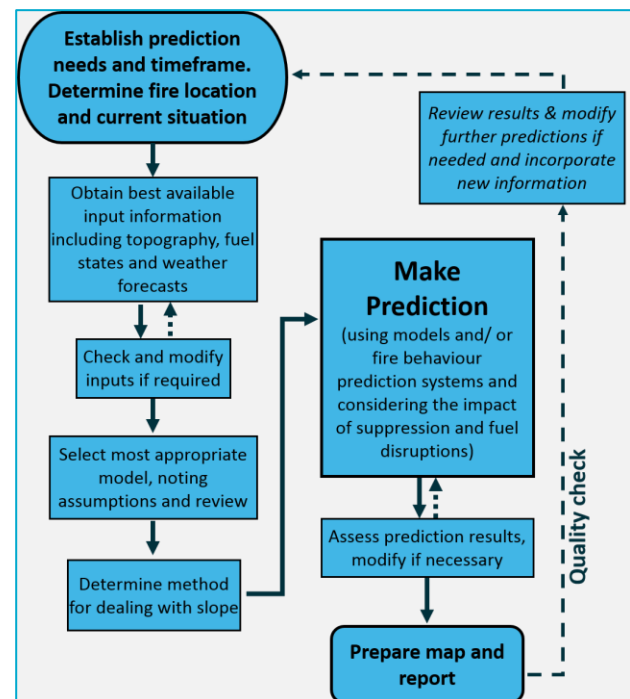 Establish prediction
needs and timeframe.
Determine fire location
and current situation
Obtain best available
input information
including topography, fuel
states and weather
forecasts
Check and modify
inputs if required
Select most appropriate
model, noting
assumptions and review
Determine method
for dealing with slope
Make
Prediction
(using models and/ or
fire behaviour
prediction systems and
considering the impact
of suppression and fuel
disruptions)
Assess prediction results,
modify if necessary
Prepare map and
report
Quality check
Review results & modify
further predictions if
needed and incorporate
new information